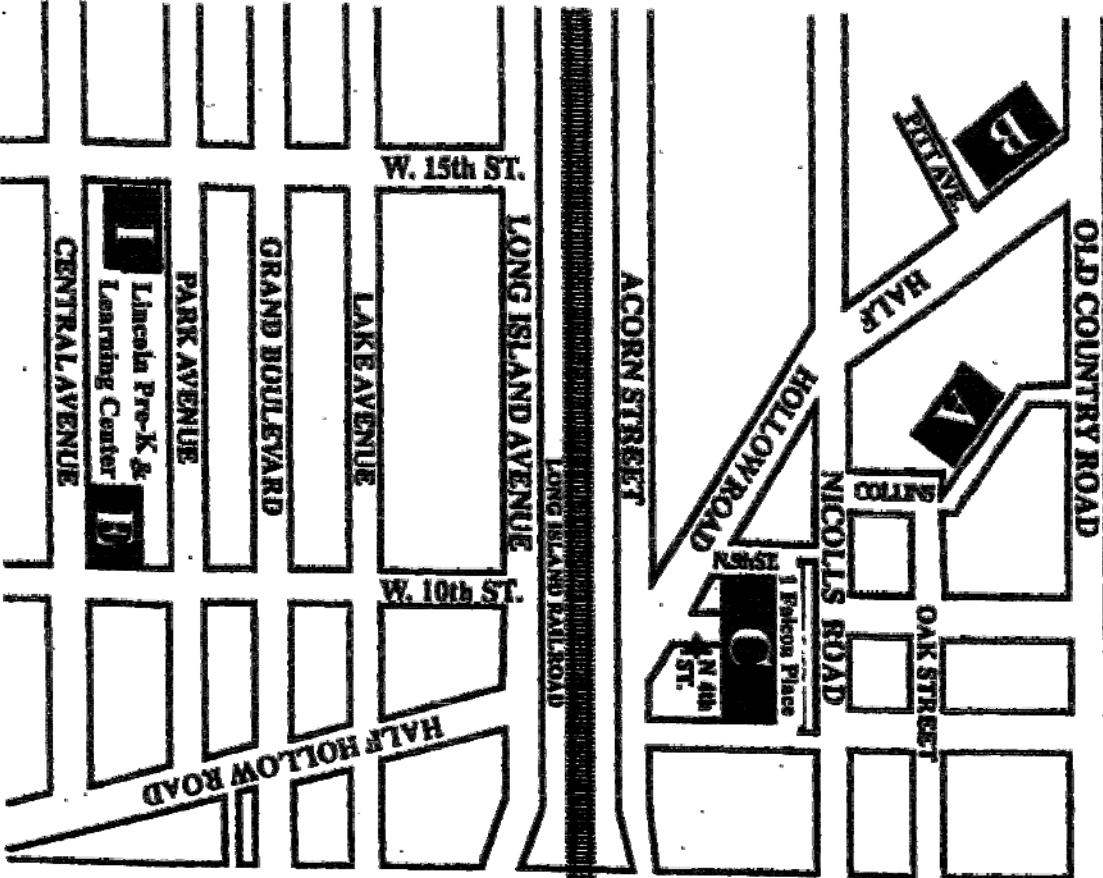 B
PITT AVE.
W. 15th ST.
OLD COUNTRY ROAD
HALF
HOLLOW ROAD
I
Lincoln Pre-K &
Learning Center
CENTRAL AVENUE
PARK AVENUE
GRAND BOULEVARD
LAKE AVENUE
LONG ISLAND AVENUE
ACORN STREET
A
COLLINS
NICOLLS ROAD
LONG ISLAND RAILROAD
N. 9th ST.
1 Falcon Place
C
N 4th
ST.
OAK STREET
W. 10th ST.
HALF HOLLOW ROAD